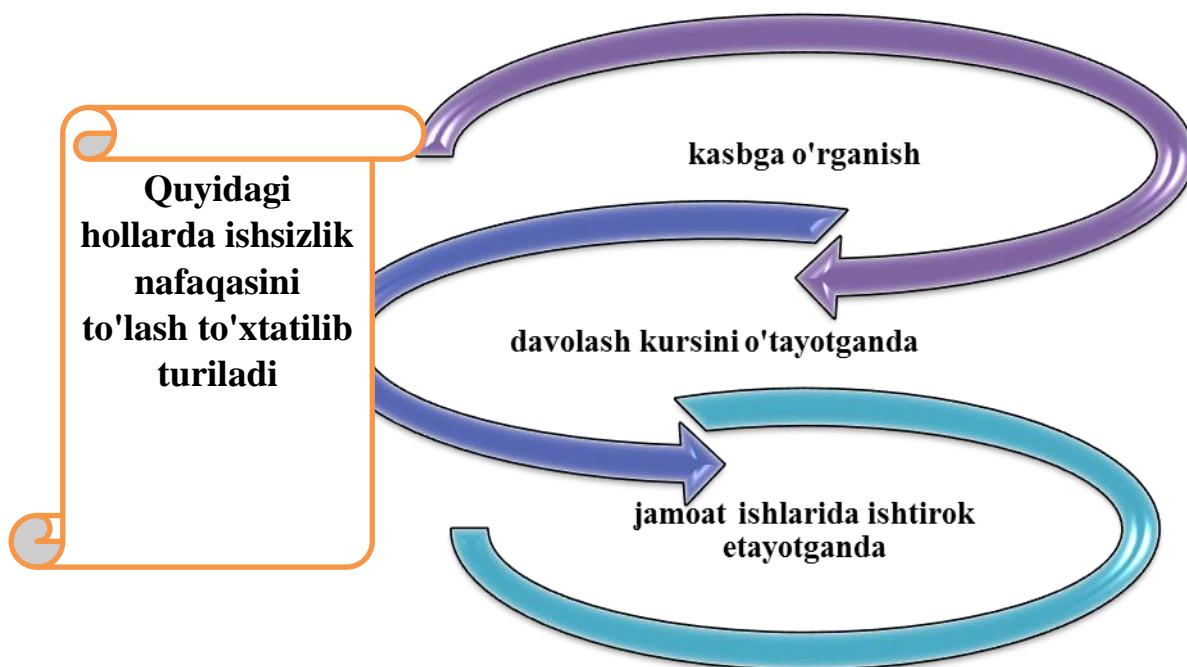 Quyidagi
hollarda ishsizlik
nafaqasini
to'lash to'xtatilib
turiladi
kasbga o'rganish
davolash kursini o'tayotganda
jamoat ishlarida ishtirok
etayotganda